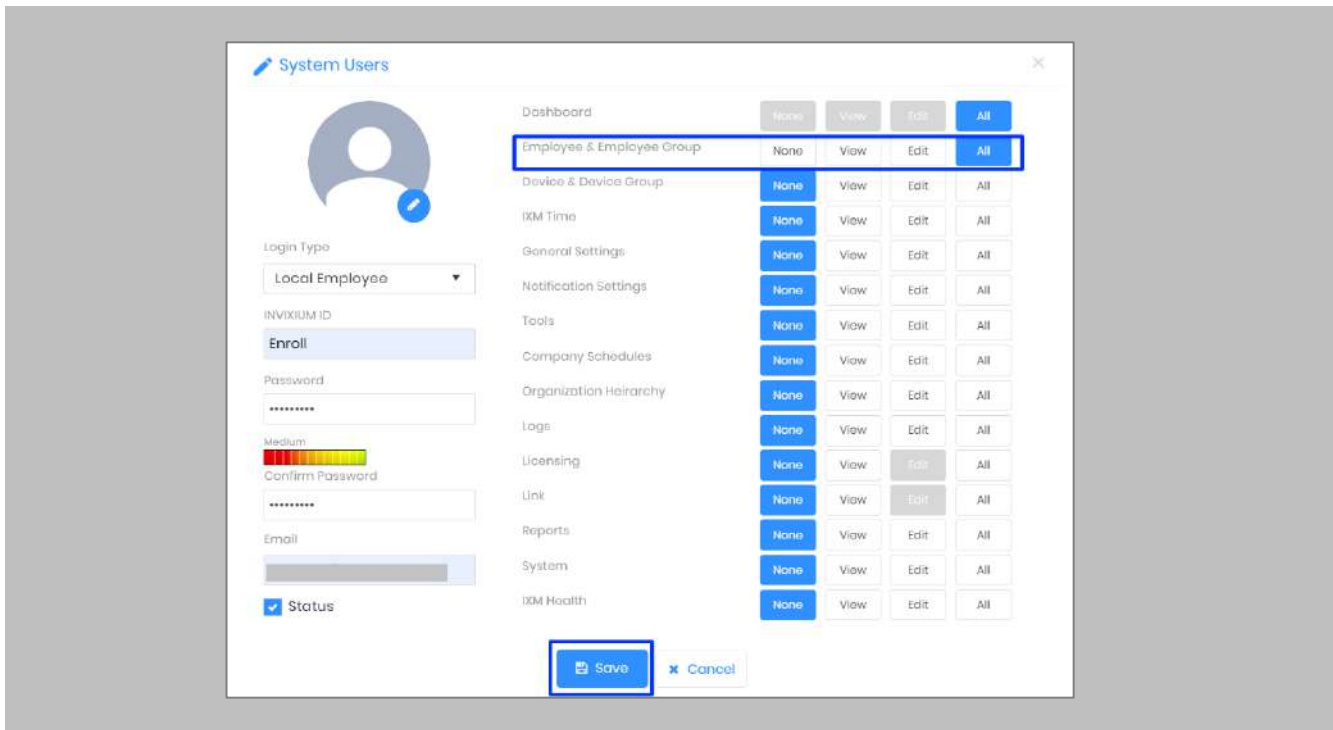 System Users
Login Type
Local Employee
INVIXIUM ID
Enroll
Password
•••••••••
Medium
Confirm Password
•••••••••
Email
Status
Dashboard None View Edit All
Employee & Employee Group None View Edit All
Device & Device Group None View Edit All
IXM Time None View Edit All
General Settings None View Edit All
Notification Settings None View Edit All
Tools None View Edit All
Company Schedules None View Edit All
Organization Heirarchy None View Edit All
Logs None View Edit All
Licensing None View Edit All
Link None View Edit All
Reports None View Edit All
System None View Edit All
IXM Health None View Edit All
Save Cancel